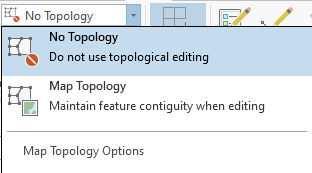 No Topology
No Topology
Do not use topological editing
Map Topology
Maintain feature contiguity when editing
Map Topology Options